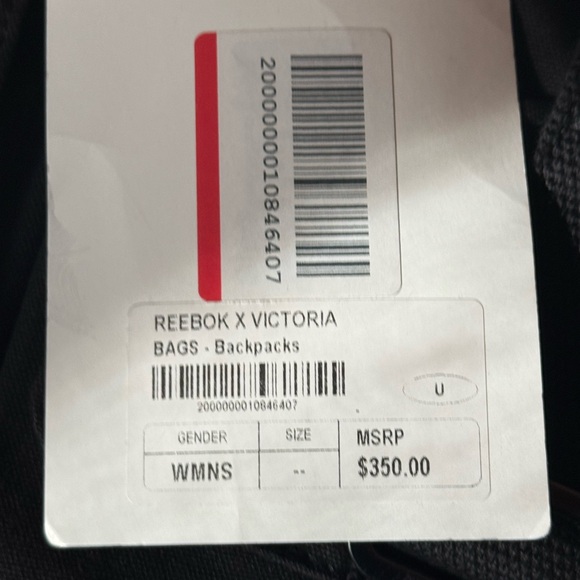 2000000010846407
REEBOK X VICTORIA
BAGS - Backpacks
2000000010846407
U
GENDER SIZE MSRP
WMNS -- $350.00